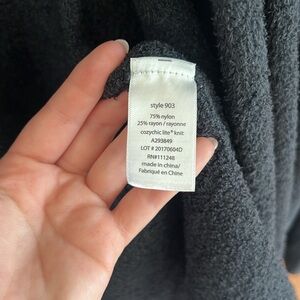 style 903
75% nylon
25% rayon / rayonne
cozychic lite® knit
A293849
LOT # 20170604D
RN#111248
made in china/
Fabriqué en Chine